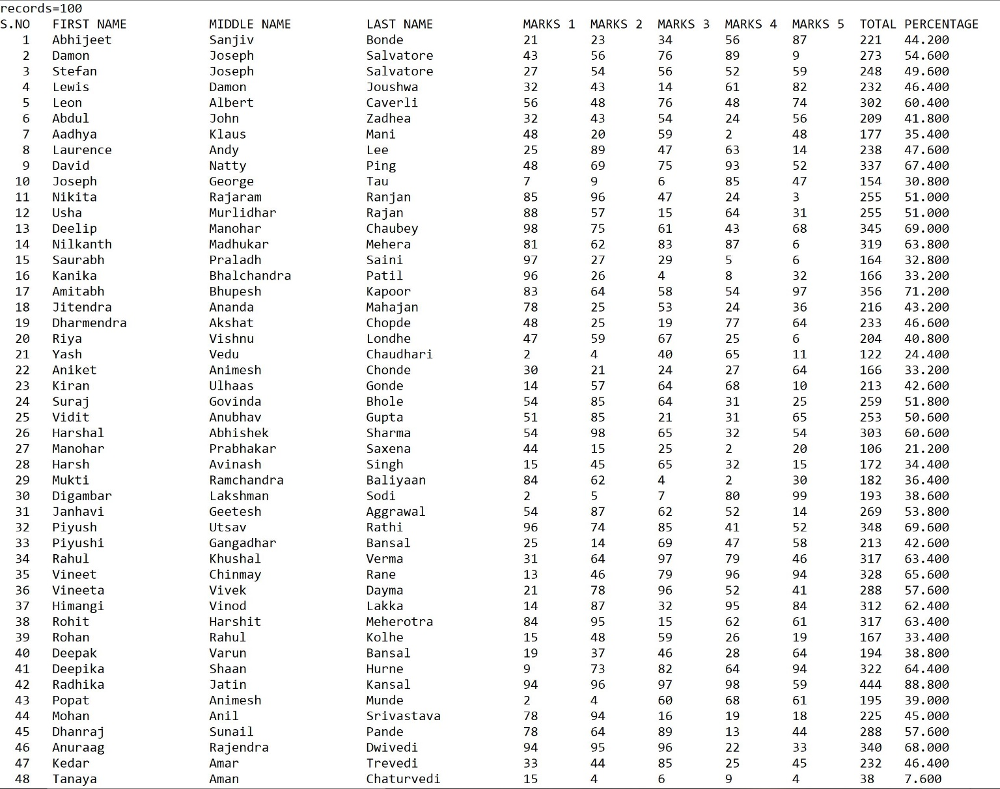 records=100
S.NO FIRST NAME MIDDLE NAME LAST NAME MARKS 1 MARKS 2 MARKS 3 MARKS 4 MARKS 5 TOTAL PERCENTAGE
1 Abhijeet Sanjiv Bonde 21 23 34 56 87 221 44.200
2 Damon Joseph Salvatore 43 56 76 89 9 273 54.600
3 Stefan Joseph Salvatore 27 54 56 52 59 248 49.600
4 Lewis Damon Joushwa 32 43 14 61 82 232 46.400
5 Leon Albert Caverli 56 48 76 48 74 302 60.400
6 Abdul John Zadhea 32 43 54 24 56 209 41.800
7 Aadhya Klaus Mani 48 20 59 2 48 177 35.400
8 Laurence Andy Lee 25 89 47 63 14 238 47.600
9 David Natty Ping 48 69 75 93 52 337 67.400
10 Joseph George Tau 7 9 6 85 47 154 30.800
11 Nikita Rajaram Ranjan 85 96 47 24 3 255 51.000
12 Usha Murlidhar Rajan 88 57 15 64 31 255 51.000
13 Deelip Manohar Chaubey 98 75 61 43 68 345 69.000
14 Nilkanth Madhukar Mehera 81 62 83 87 6 319 63.800
15 Saurabh Praladh Saini 97 27 29 5 6 164 32.800
16 Kanika Bhalchandra Patil 96 26 4 8 32 166 33.200
17 Amitabh Bhupesh Kapoor 83 64 58 54 97 356 71.200
18 Jitendra Ananda Mahajan 78 25 53 24 36 216 43.200
19 Dharmendra Akshat Chopde 48 25 19 77 64 233 46.600
20 Riya Vishnu Londhe 47 59 67 25 6 204 40.800
21 Yash Vedu Chaudhari 2 4 40 65 11 122 24.400
22 Aniket Animesh Chonde 30 21 24 27 64 166 33.200
23 Kiran Ulhaas Gonde 14 57 64 68 10 213 42.600
24 Suraj Govinda Bhole 54 85 64 31 25 259 51.800
25 Vidit Anubhav Gupta 51 85 21 31 65 253 50.600
26 Harshal Abhishek Sharma 54 98 65 32 54 303 60.600
27 Manohar Prabhakar Saxena 44 15 25 2 20 106 21.200
28 Harsh Avinash Singh 15 45 65 32 15 172 34.400
29 Mukti Ramchandra Baliyaan 84 62 4 2 30 182 36.400
30 Digambar Lakshman Sodi 2 5 7 80 99 193 38.600
31 Janhavi Geetesh Aggrawal 54 87 62 52 14 269 53.800
32 Piyush Utsav Rathi 96 74 85 41 52 348 69.600
33 Piyushi Gangadhar Bansal 25 14 69 47 58 213 42.600
34 Rahul Khushal Verma 31 64 97 79 46 317 63.400
35 Vineet Chinmay Rane 13 46 79 96 94 328 65.600
36 Vineeta Vivek Dayma 21 78 96 52 41 288 57.600
37 Himangi Vinod Lakka 14 87 32 95 84 312 62.400
38 Rohit Harshit Meherotra 84 95 15 62 61 317 63.400
39 Rohan Rahul Kolhe 15 48 59 26 19 167 33.400
40 Deepak Varun Bansal 19 37 46 28 64 194 38.800
41 Deepika Shaan Hurne 9 73 82 64 94 322 64.400
42 Radhika Jatin Kansal 94 96 97 98 59 444 88.800
43 Popat Animesh Munde 2 4 60 68 61 195 39.000
44 Mohan Anil Srivastava 78 94 16 19 18 225 45.000
45 Dhanraj Sunail Pande 78 64 89 13 44 288 57.600
46 Anuraag Rajendra Dwivedi 94 95 96 22 33 340 68.000
47 Kedar Amar Trevedi 33 44 85 25 45 232 46.400
48 Tanaya Aman Chaturvedi 15 4 6 9 4 38 7.600